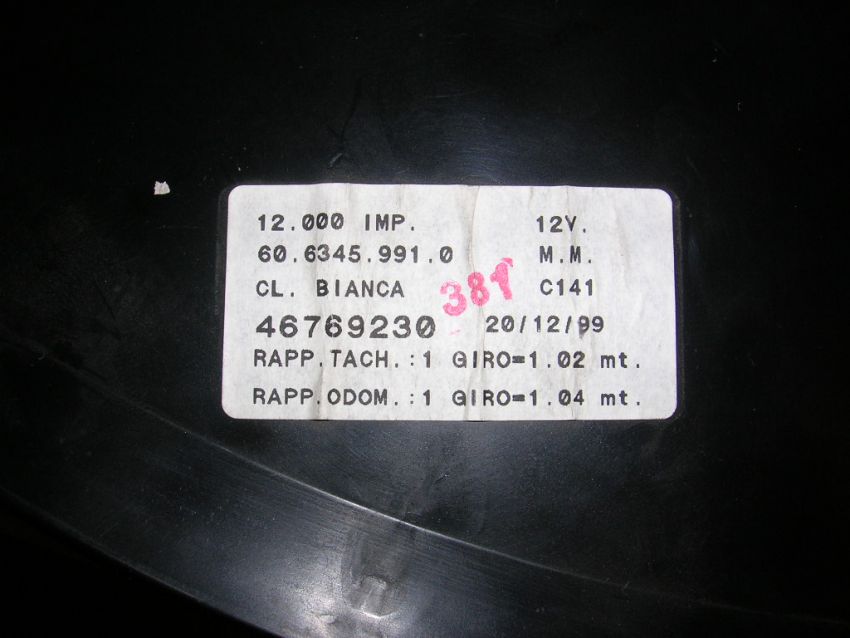 12.000 IMP. 12V.
60.6345.991.0 M.M.
CL. BIANCA 381 C141
46769230 20/12/99
RAPP.TACH.:1 GIRO=1.02 mt.
RAPP.ODOM.:1 GIRO=1.04 mt.